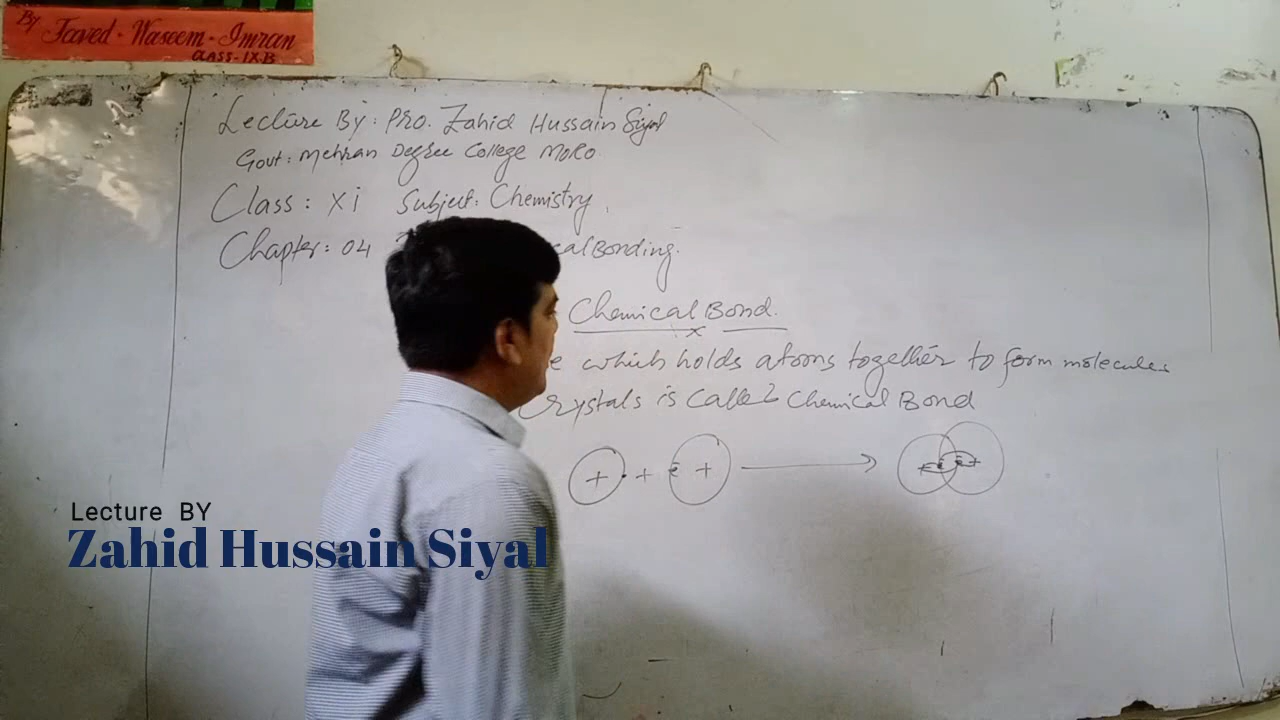 By Javed - Waseem - Imran
CLASS-IX.B
Lecture By: Pro. Zahid Hussain Siyal
Govt: Mehran Degree College Moro
Class: XI Subject: Chemistry
Chapter: 04 calBonding.
Chemical Bond.
e which holds atoms together to form molecules
Crystals is called Chemical Bond
+ + e +
e e +
Lecture BY
Zahid Hussain Siyal